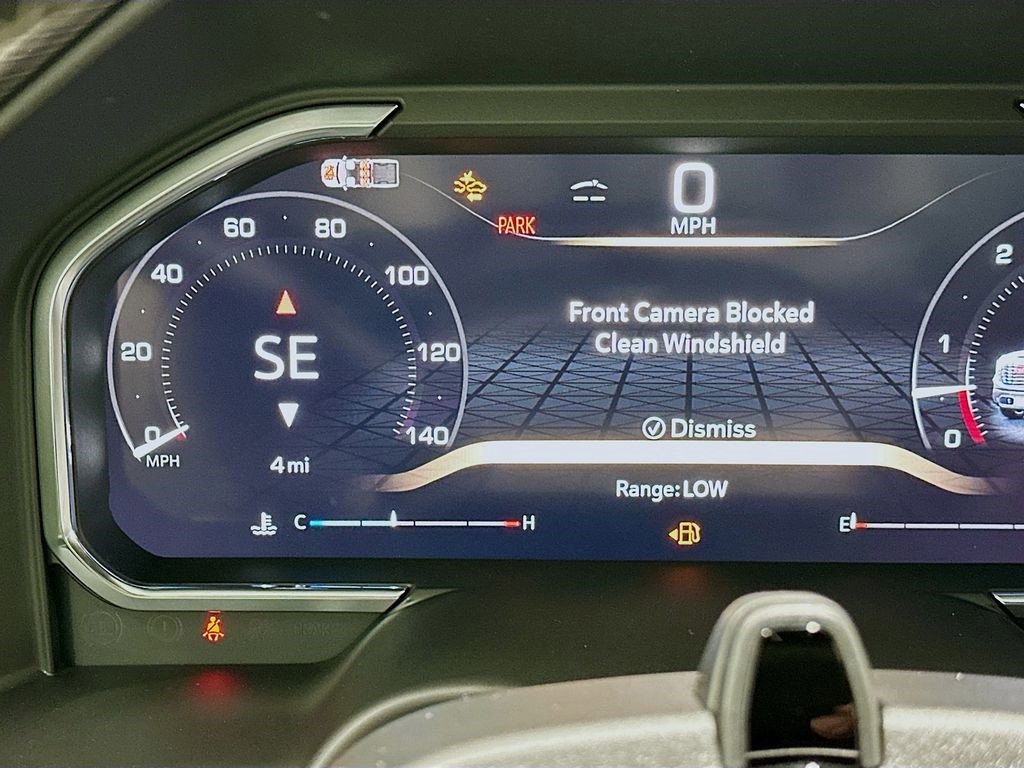 0
MPH
PARK
60
80
40
100
20
120
0
140
MPH
SE
4 mi
Front Camera Blocked
Clean Windshield
Dismiss
Range: LOW
C
H
E
2
1
0